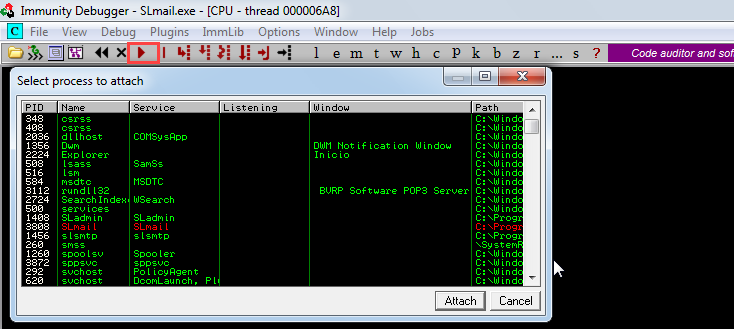 Immunity Debugger - SLmail.exe - [CPU - thread 000006A8]
C File View Debug Plugins ImmLib Options Window Help Jobs
l e m t w h c p k b z r ... s ? Code auditor and sof
Select process to attach
PID Name Service Listening Window Path
348 csrss C:\Windo
408 csrss C:\Windo
2036 dllhost COMSysApp C:\Windo
1356 Dwm DWM Notification Window C:\Windo
2224 Explorer Inicio C:\Windo
508 lsass SamSs C:\Windo
516 lsm C:\Windo
584 msdtc MSDTC C:\Windo
3112 rundll32 BVRP Software POP3 Server C:\Windo
2724 SearchIndexe WSearch C:\Windo
500 services C:\Windo
1408 SLadmin SLadmin C:\Progr
3808 SLmail SLmail C:\Progr
1456 slsmtp slsmtp C:\Progr
260 smss \SystemR
1260 spoolsv Spooler C:\Windo
3872 sppsvc sppsvc C:\Windo
292 svchost PolicyAgent C:\Windo
620 svchost DcomLaunch, Pl C:\Windo
Attach Cancel